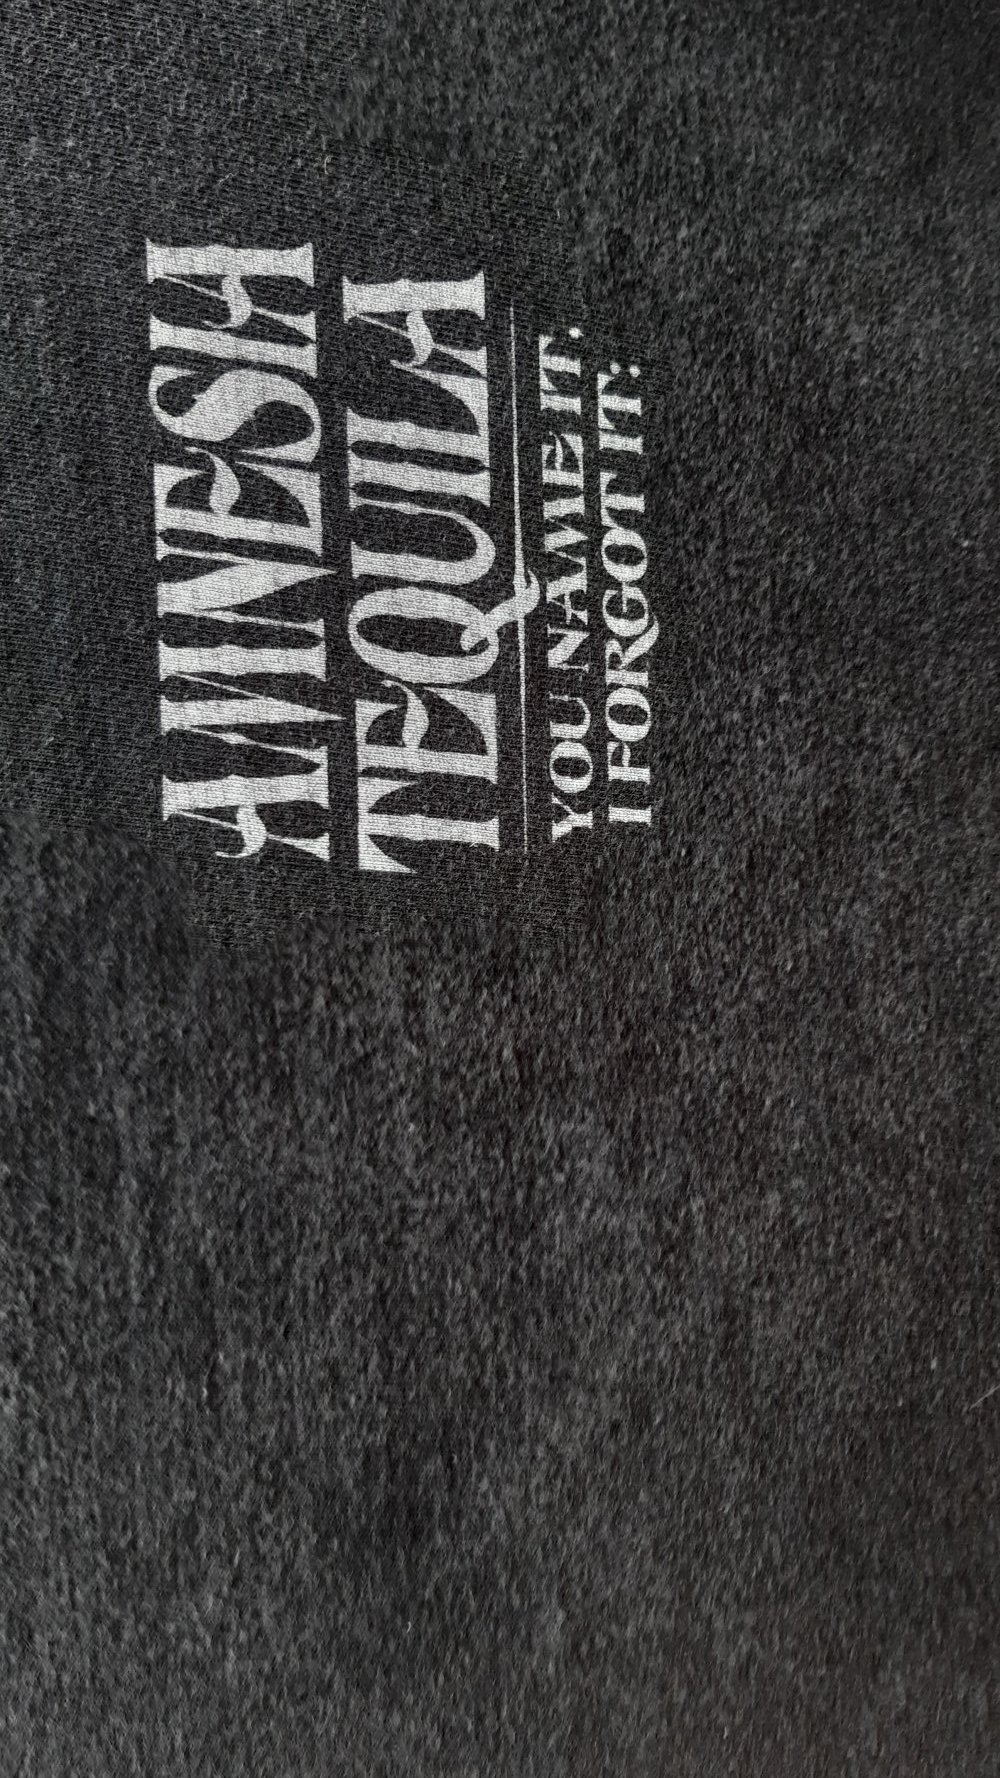 AMNESIA
TEQUILA
YOU NAME IT.
I FORGOT IT: